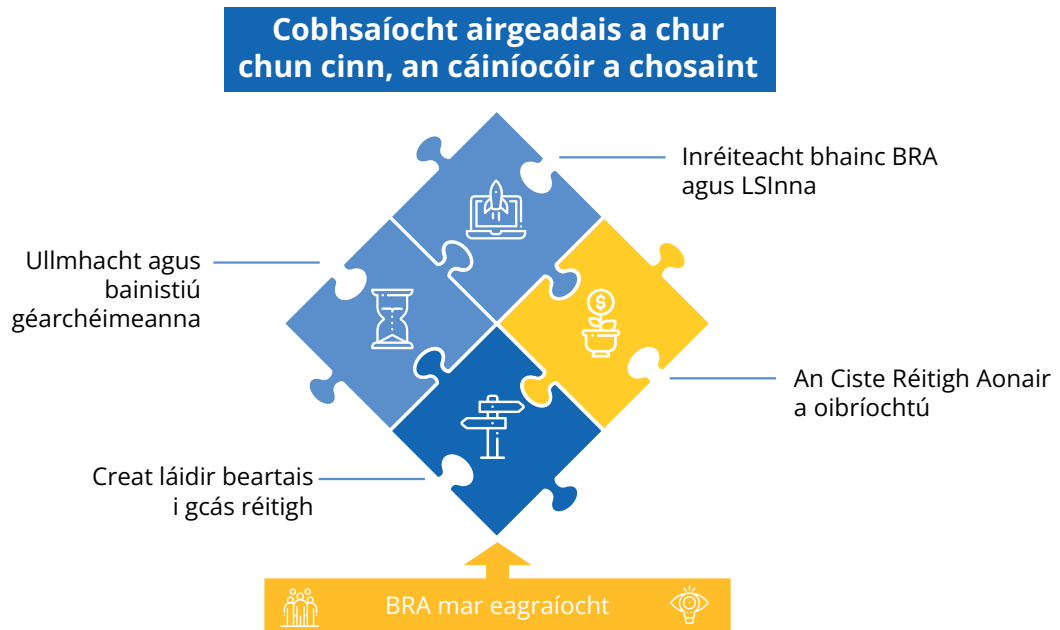 Cobhsaíocht airgeadais a chur
chun cinn, an cáiníocóir a chosaint
Inréiteacht bhainc BRA
agus LSInna
Ullmhacht agus
bainistiú
géarchéimeanna
$
An Ciste Réitigh Aonair
a oibríochtú
Creat láidir beartais
i gcás réitigh
BRA mar eagraíocht